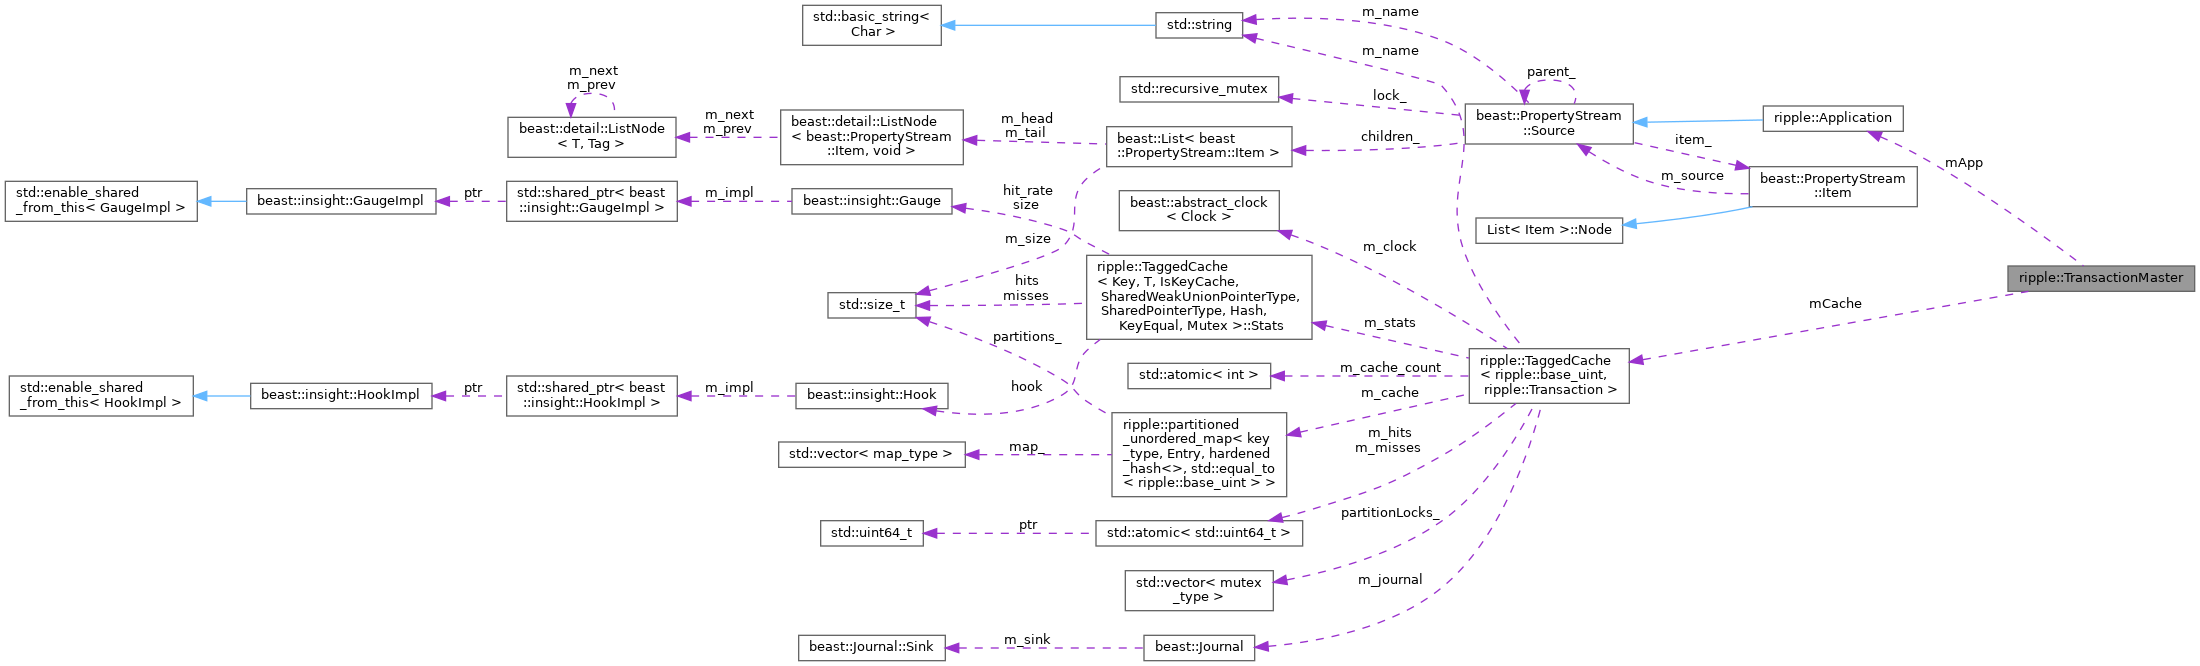 std::basic_string<
Char >
std::string
m_name
m_name
m_next
m_prev
beast::detail::ListNode
< T, Tag >
m_next
m_prev
beast::detail::ListNode
< beast::PropertyStream
::Item, void >
m_head
m_tail
beast::List< beast
::PropertyStream::Item >
children_
std::recursive_mutex
lock_
parent_
beast::PropertyStream
::Source
ripple::Application
item_
m_source
beast::PropertyStream
::Item
mApp
List< Item >::Node
ripple::TransactionMaster
mCache
std::enable_shared
_from_this< GaugeImpl >
beast::insight::GaugeImpl
ptr
std::shared_ptr< beast
::insight::GaugeImpl >
m_impl
beast::insight::Gauge
hit_rate
size
beast::abstract_clock
< Clock >
m_clock
m_size
std::size_t
hits
misses
partitions_
ripple::TaggedCache
< Key, T, IsKeyCache,
SharedWeakUnionPointerType,
SharedPointerType, Hash,
KeyEqual, Mutex >::Stats
m_stats
ripple::TaggedCache
< ripple::base_uint,
ripple::Transaction >
std::enable_shared
_from_this< HookImpl >
beast::insight::HookImpl
ptr
std::shared_ptr< beast
::insight::HookImpl >
m_impl
beast::insight::Hook
hook
std::atomic< int >
m_cache_count
m_cache
ripple::partitioned
_unordered_map< key
_type, Entry, hardened
_hash<>, std::equal_to
< ripple::base_uint > >
std::vector< map_type >
map_
m_hits
m_misses
std::uint64_t
ptr
std::atomic< std::uint64_t >
partitionLocks_
std::vector< mutex
_type >
m_journal
beast::Journal::Sink
m_sink
beast::Journal